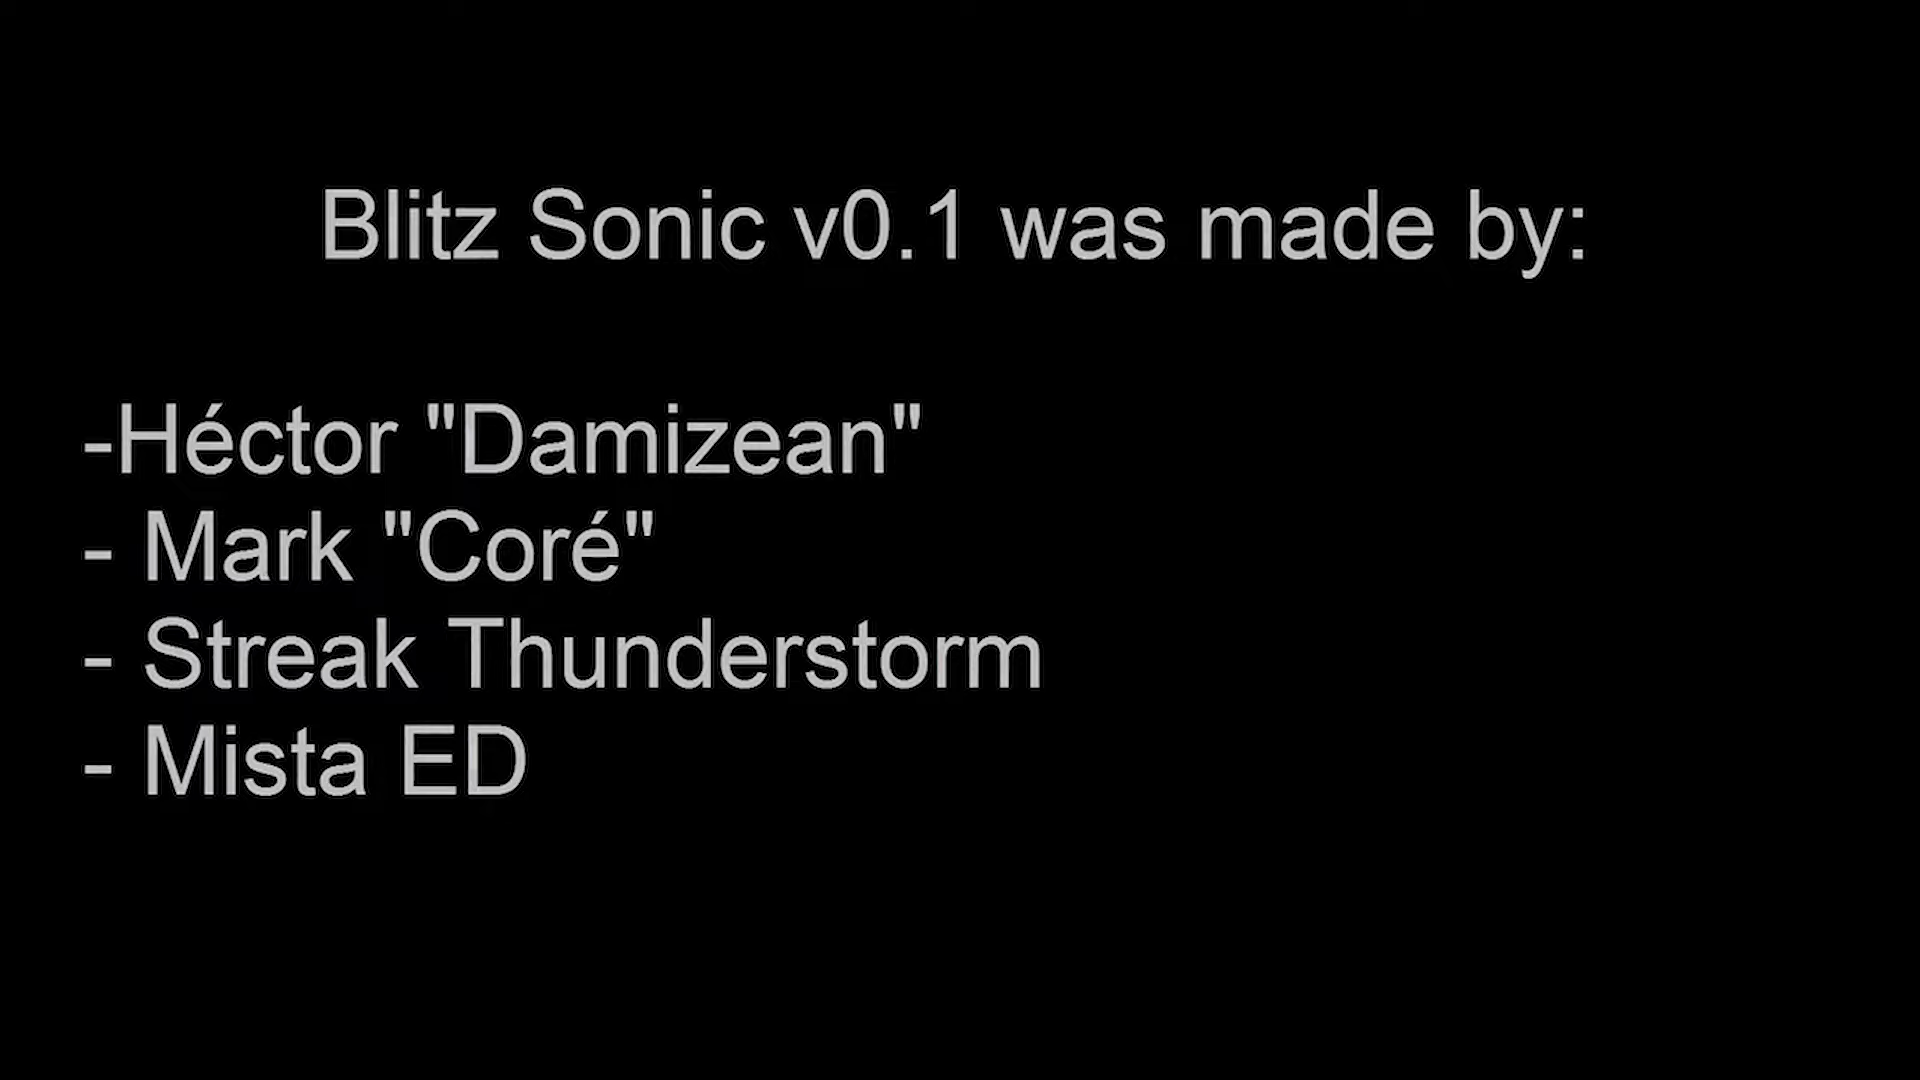 Blitz Sonic v0.1 was made by:
-Héctor "Damizean"
- Mark "Coré"
- Streak Thunderstorm
- Mista ED